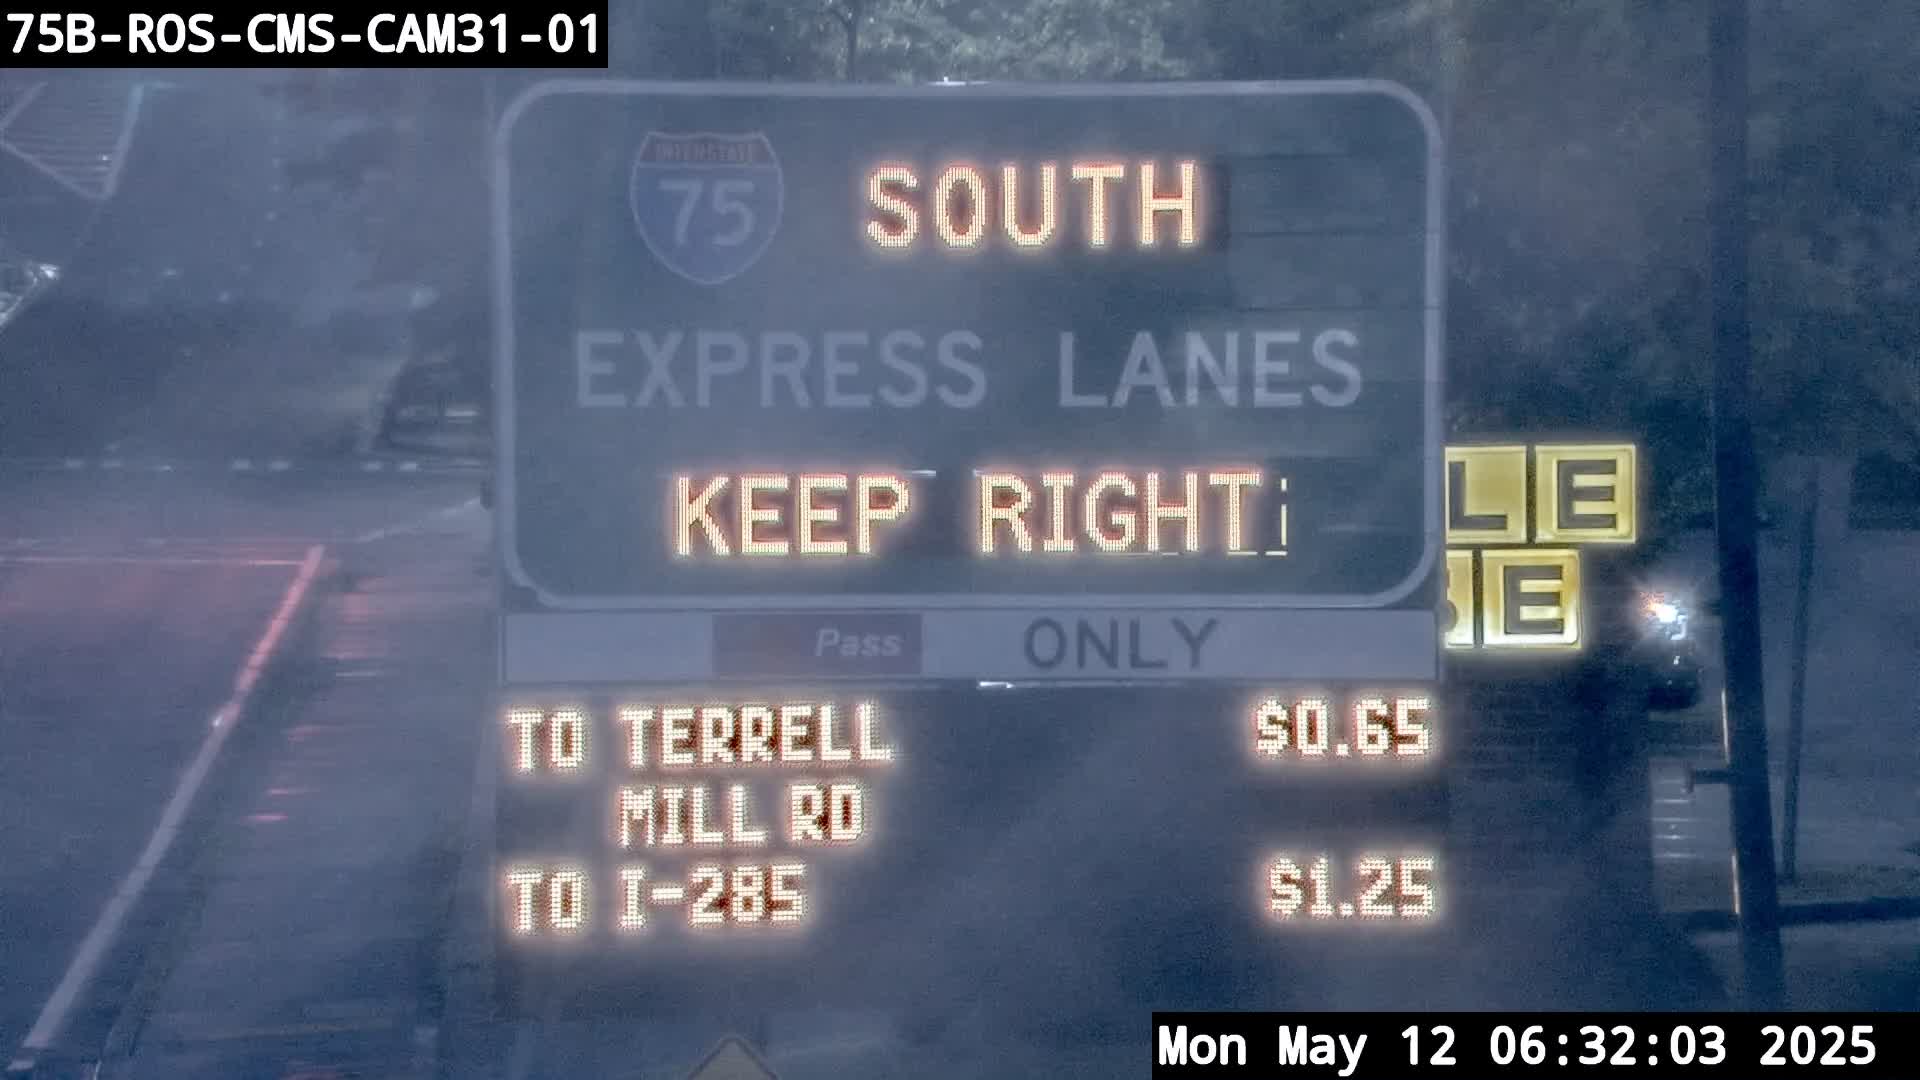 75B-ROS-CMS-CAM31-01
INTERSTATE
75
SOUTH
EXPRESS LANES
KEEP RIGHT
LE
E
Pass ONLY
TO TERRELL $0.65
MILL RD
TO I-285 $1.25
Mon May 12 06:32:03 2025